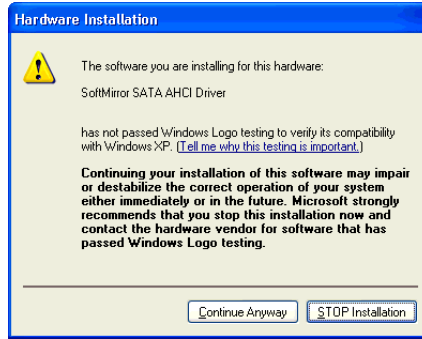 Hardware Installation
The software you are installing for this hardware:
SoftMirror SATA AHCI Driver
has not passed Windows Logo testing to verify its compatibility
with Windows XP. (Tell me why this testing is important.)
Continuing your installation of this software may impair
or destabilize the correct operation of your system
either immediately or in the future. Microsoft strongly
recommends that you stop this installation now and
contact the hardware vendor for software that has
passed Windows Logo testing.
Continue Anyway STOP Installation